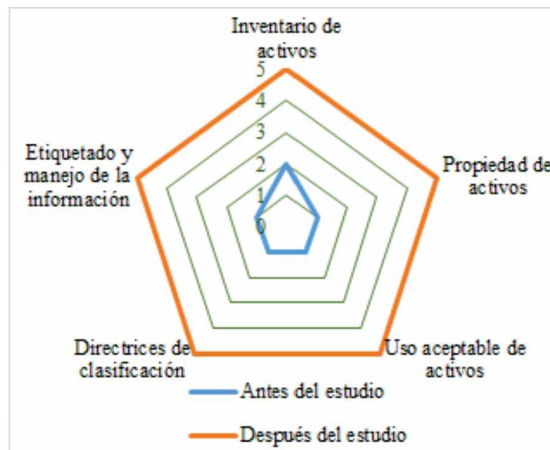 Inventario de
activos
5
4
3
2
1
0
Propiedad de
activos
Uso aceptable de
activos
Directrices de
clasificación
Etiquetado y
manejo de la
información
Antes del estudio
Después del estudio